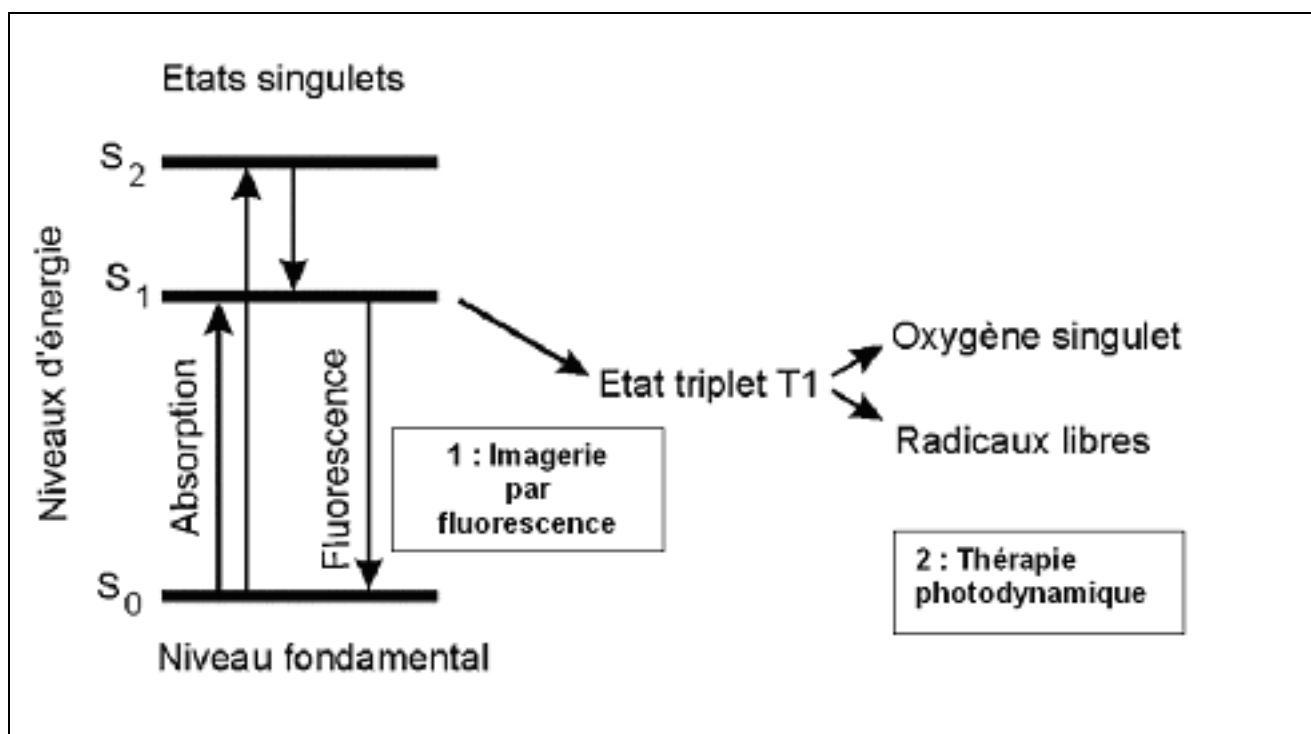 Etats singulets
S2
S1
S0
Niveaux d'énergie
Absorption
Fluorescence
Niveau fondamental
1 : Imagerie
par
fluorescence
Etat triplet T1
Oxygène singulet
Radicaux libres
2 : Thérapie
photodynamique